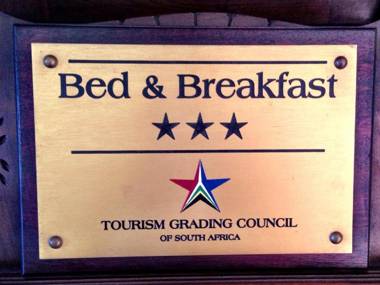 Bed & Breakfast
★★★
TOURISM GRADING COUNCIL
OF SOUTH AFRICA